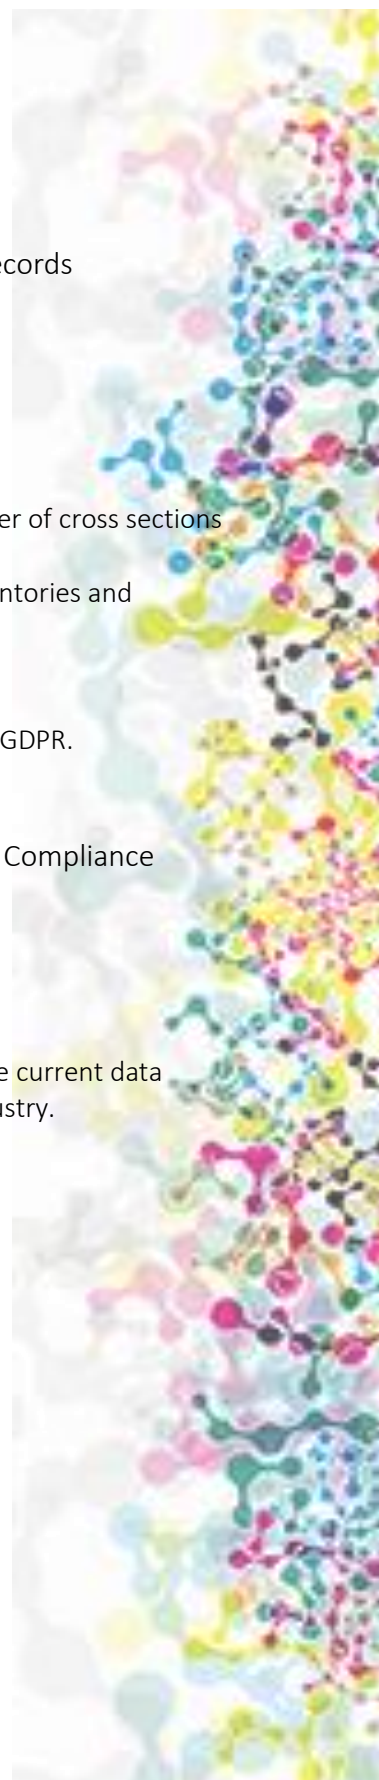 ecords
er of cross sections
ntories and
GDPR.
Compliance
e current data
ustry.